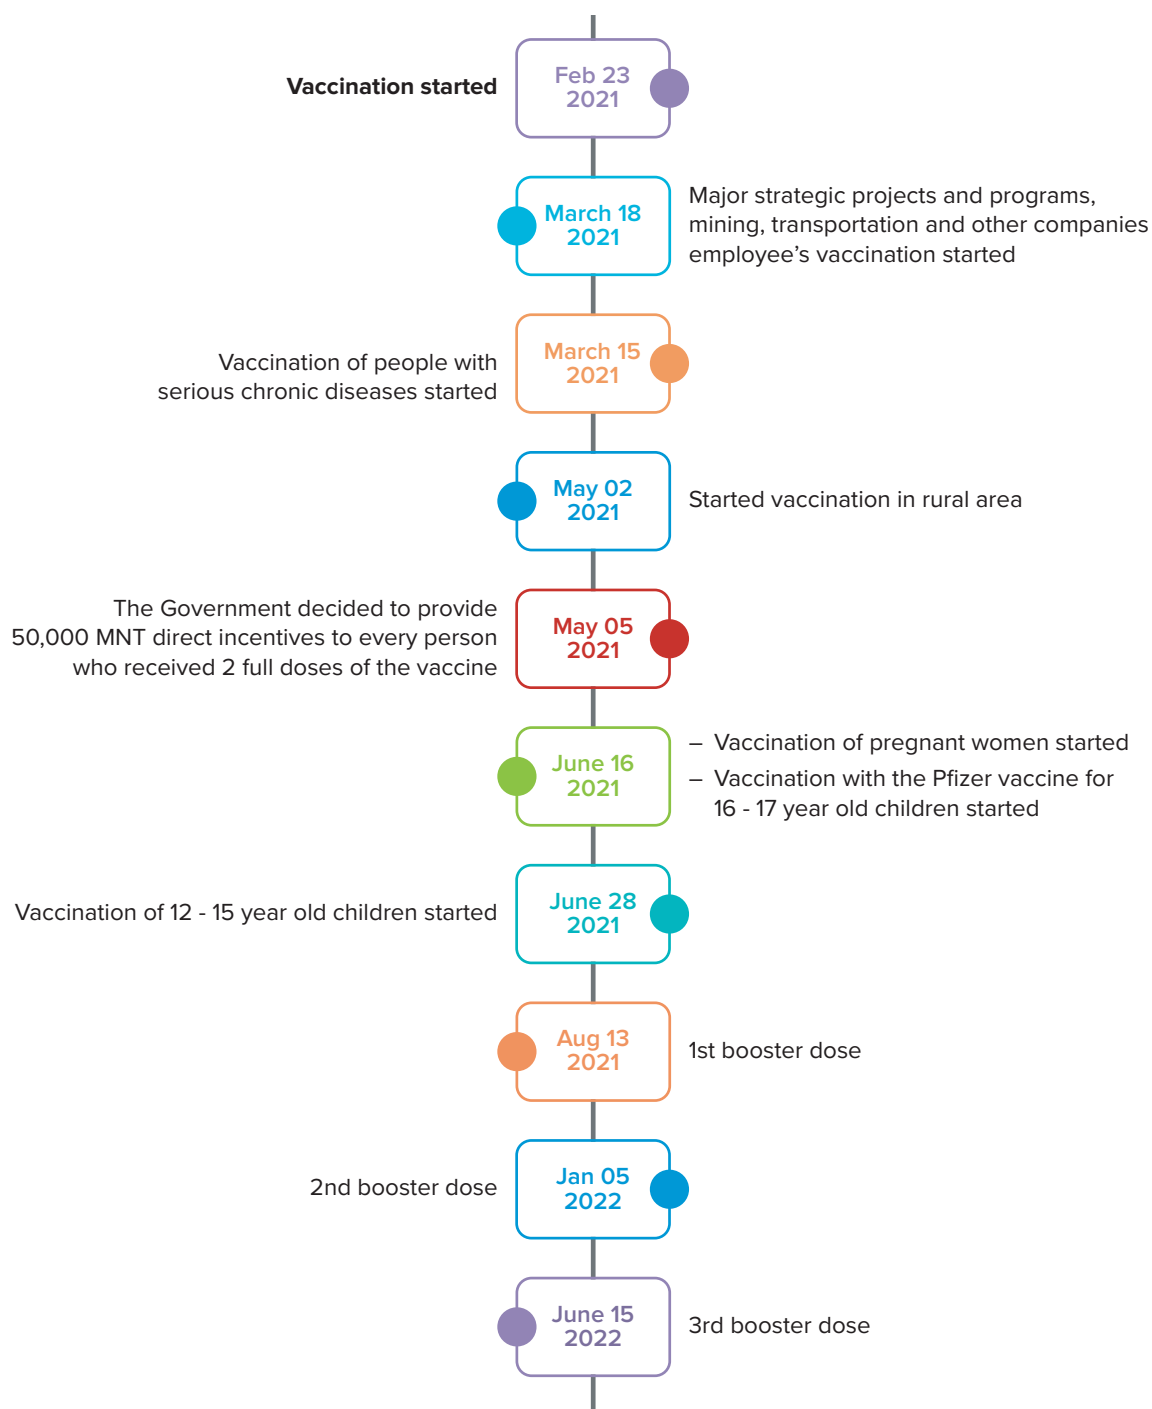 Vaccination started
Feb 23
2021
March 18
2021
Major strategic projects and programs,
mining, transportation and other companies
employee’s vaccination started
Vaccination of people with
serious chronic diseases started
March 15
2021
May 02
2021
Started vaccination in rural area
The Government decided to provide
50,000 MNT direct incentives to every person
who received 2 full doses of the vaccine
May 05
2021
June 16
2021
– Vaccination of pregnant women started
– Vaccination with the Pfizer vaccine for
16 - 17 year old children started
Vaccination of 12 - 15 year old children started
June 28
2021
Aug 13
2021
1st booster dose
2nd booster dose
Jan 05
2022
June 15
2022
3rd booster dose